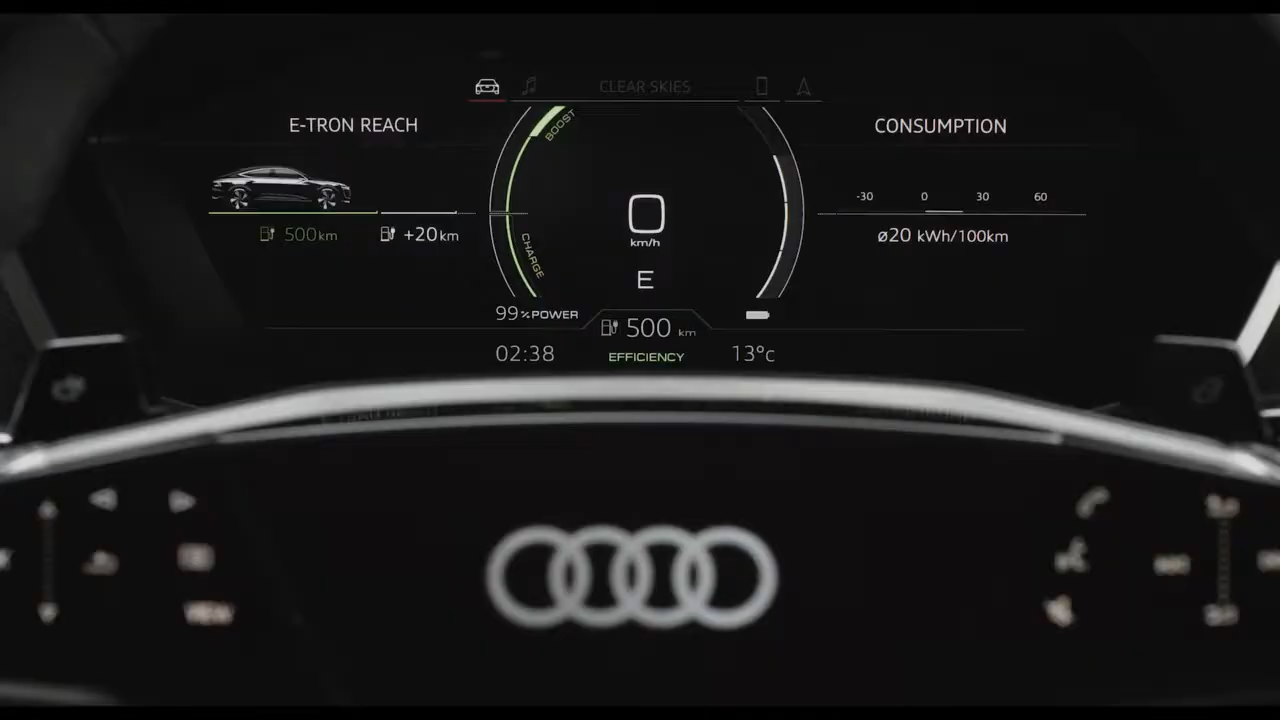 CLEAR SKIES
E-TRON REACH
CONSUMPTION
BOOST
-30 0 30 60
500km
+20km
0
km/h
ø20 kWh/100km
CHARGE
E
99%POWER
500 km
02:38
EFFICIENCY
13°c
VIEW